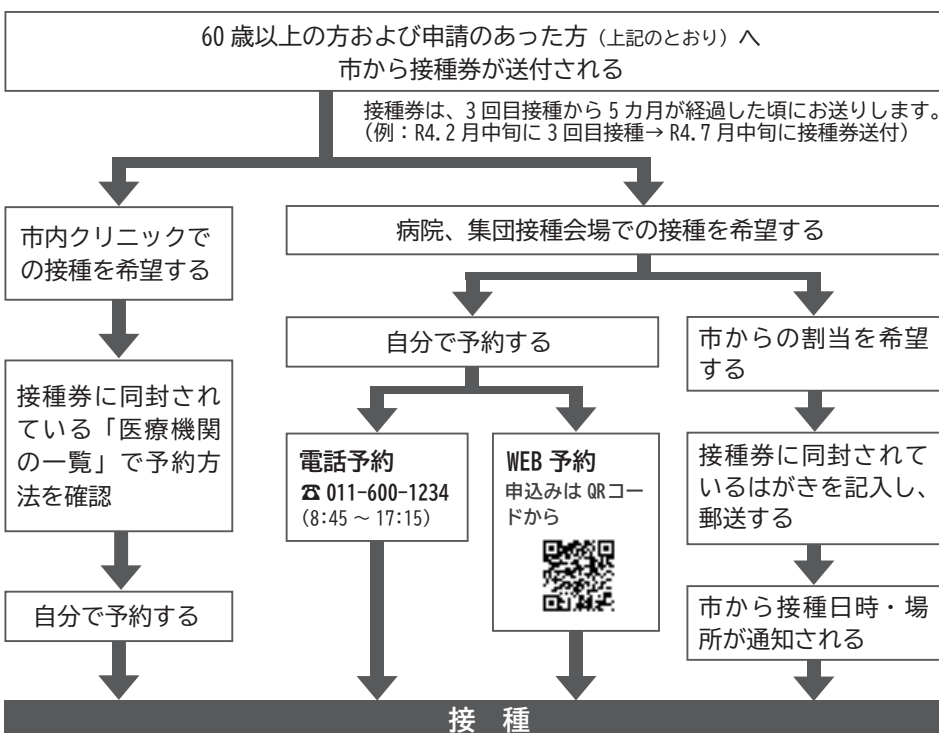 60 歳以上の方および申請のあった方（上記のとおり）へ
市から接種券が送付される
接種券は、3 回目接種から 5 カ月が経過した頃にお送りします。
（例：R4.2 月中旬に 3 回目接種→ R4.7 月中旬に接種券送付）
市内クリニックで
の接種を希望する
病院、集団接種会場での接種を希望する
接種券に同封され
ている「医療機関
の一覧」で予約方
法を確認
自分で予約する
自分で予約する
電話予約
☎ 011-600-1234
（8:45 ～ 17:15）
WEB 予約
申込みは QR コー
ドから
市からの割当を希望
する
接種券に同封されて
いるはがきを記入し、
郵送する
市から接種日時・場
所が通知される
接　種